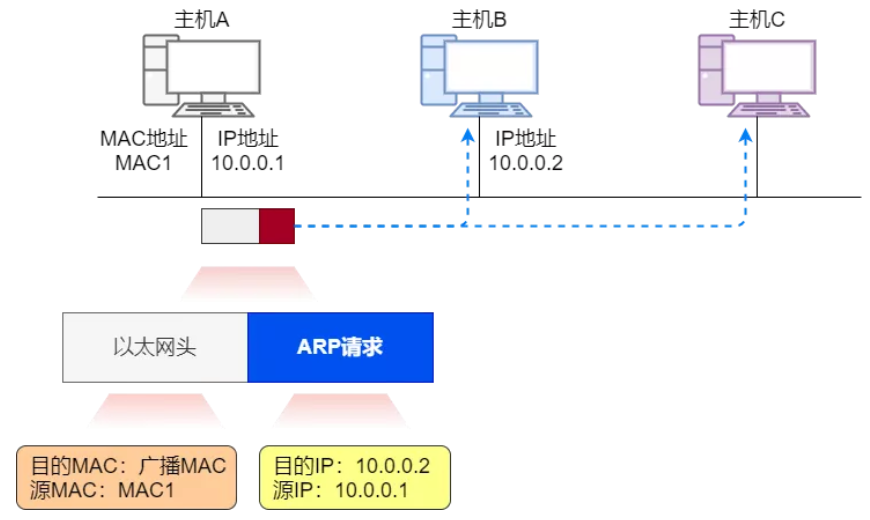 主机A
主机B
主机C
MAC地址
MAC1
IP地址
10.0.0.1
IP地址
10.0.0.2
以太网头
ARP请求
目的MAC：广播MAC
源MAC：MAC1
目的IP：10.0.0.2
源IP：10.0.0.1